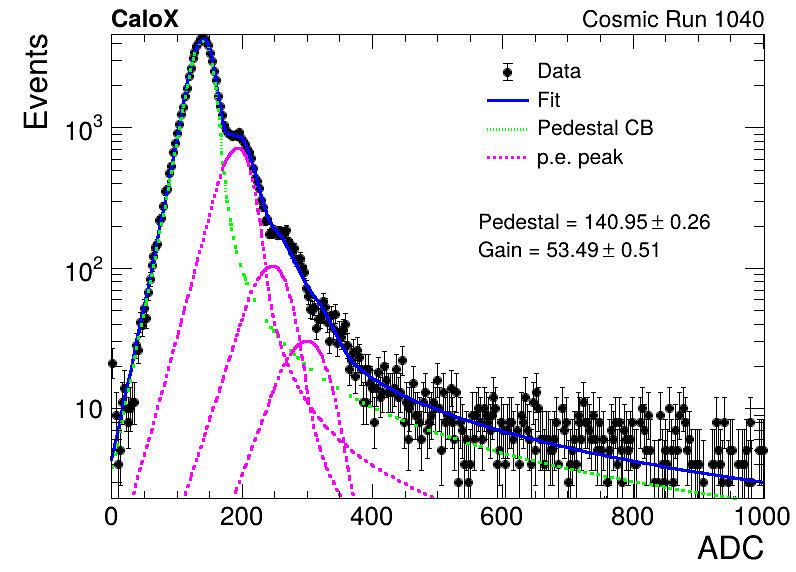 CaloX Cosmic Run 1040
Events
Data
Fit
Pedestal CB
p.e. peak
Pedestal = 140.95 ± 0.26
Gain = 53.49 ± 0.51
10³
10²
10
0 200 400 600 800 1000
ADC